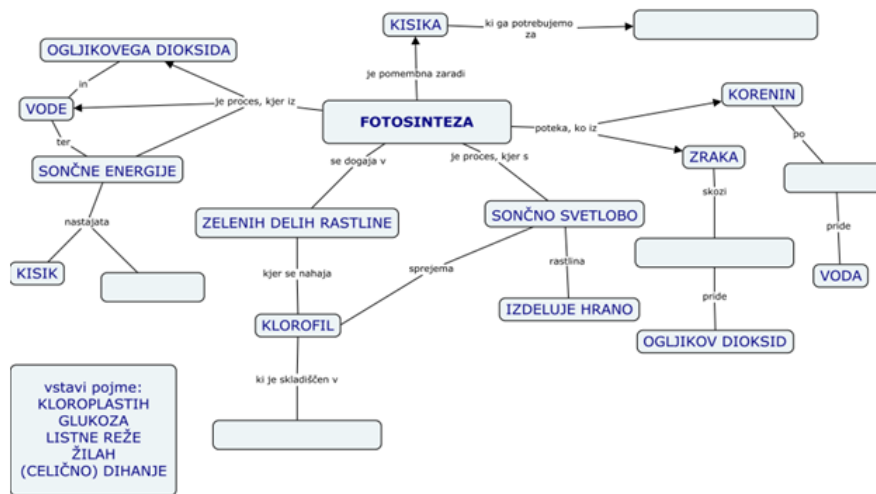 KISIKA
ki ga potrebujemo
za
OGLJIKOVEGA DIOKSIDA
je pomembna zaradi
in
VODE
je proces, kjer iz
KORENIN
FOTOSINTEZA
poteka, ko iz
po
ter
se dogaja v
je proces, kjer s
ZRAKA
SONČNE ENERGIJE
skozi
nastajata
ZELENIH DELIH RASTLINE
SONČNO SVETLOBO
pride
KISIK
kjer se nahaja
sprejema
rastlina
VODA
pride
KLOROFIL
IZDELUJE HRANO
OGLJIKOV DIOKSID
ki je skladiščen v
vstavi pojme:
KLOROPLASTIH
GLUKOZA
LISTNE REŽE
ŽILAH
(CELIČNO) DIHANJE